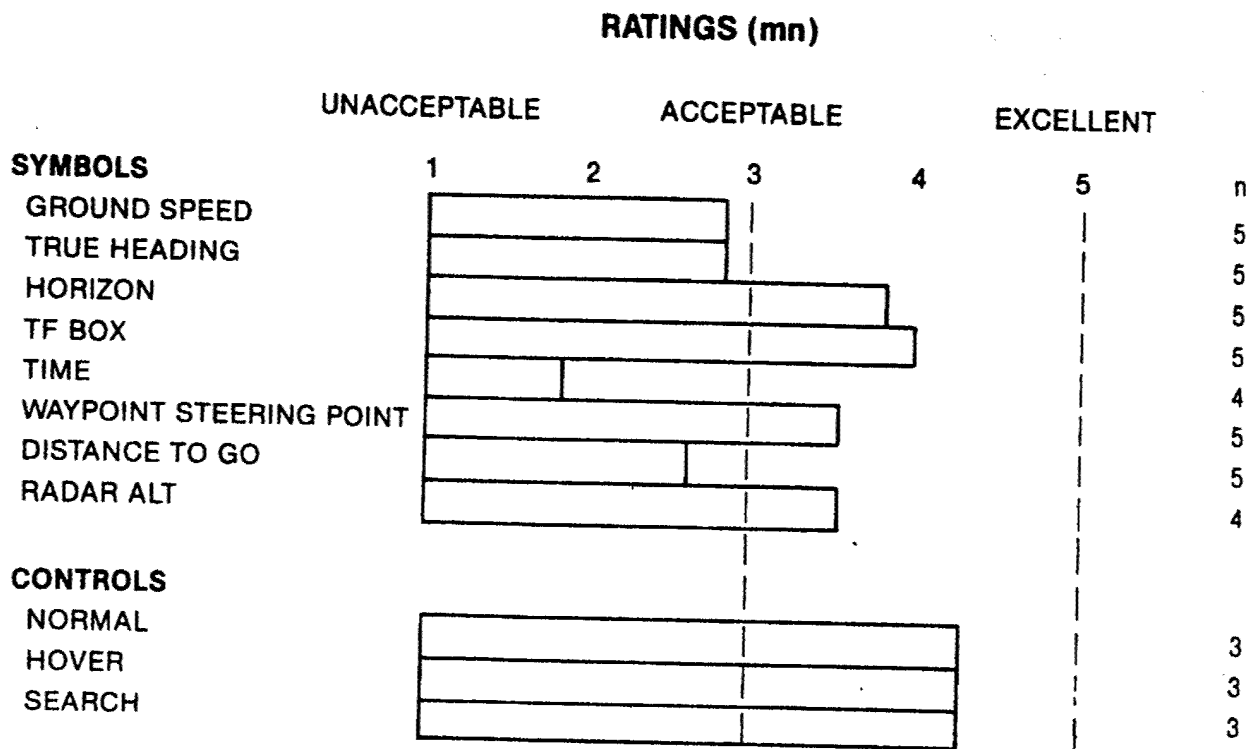 RATINGS (mn)
UNACCEPTABLE ACCEPTABLE EXCELLENT
SYMBOLS 1 2 3 4 5 n
GROUND SPEED 5
TRUE HEADING 5
HORIZON 5
TF BOX 5
TIME 4
WAYPOINT STEERING POINT 5
DISTANCE TO GO 5
RADAR ALT 4
CONTROLS
NORMAL 3
HOVER 3
SEARCH 3